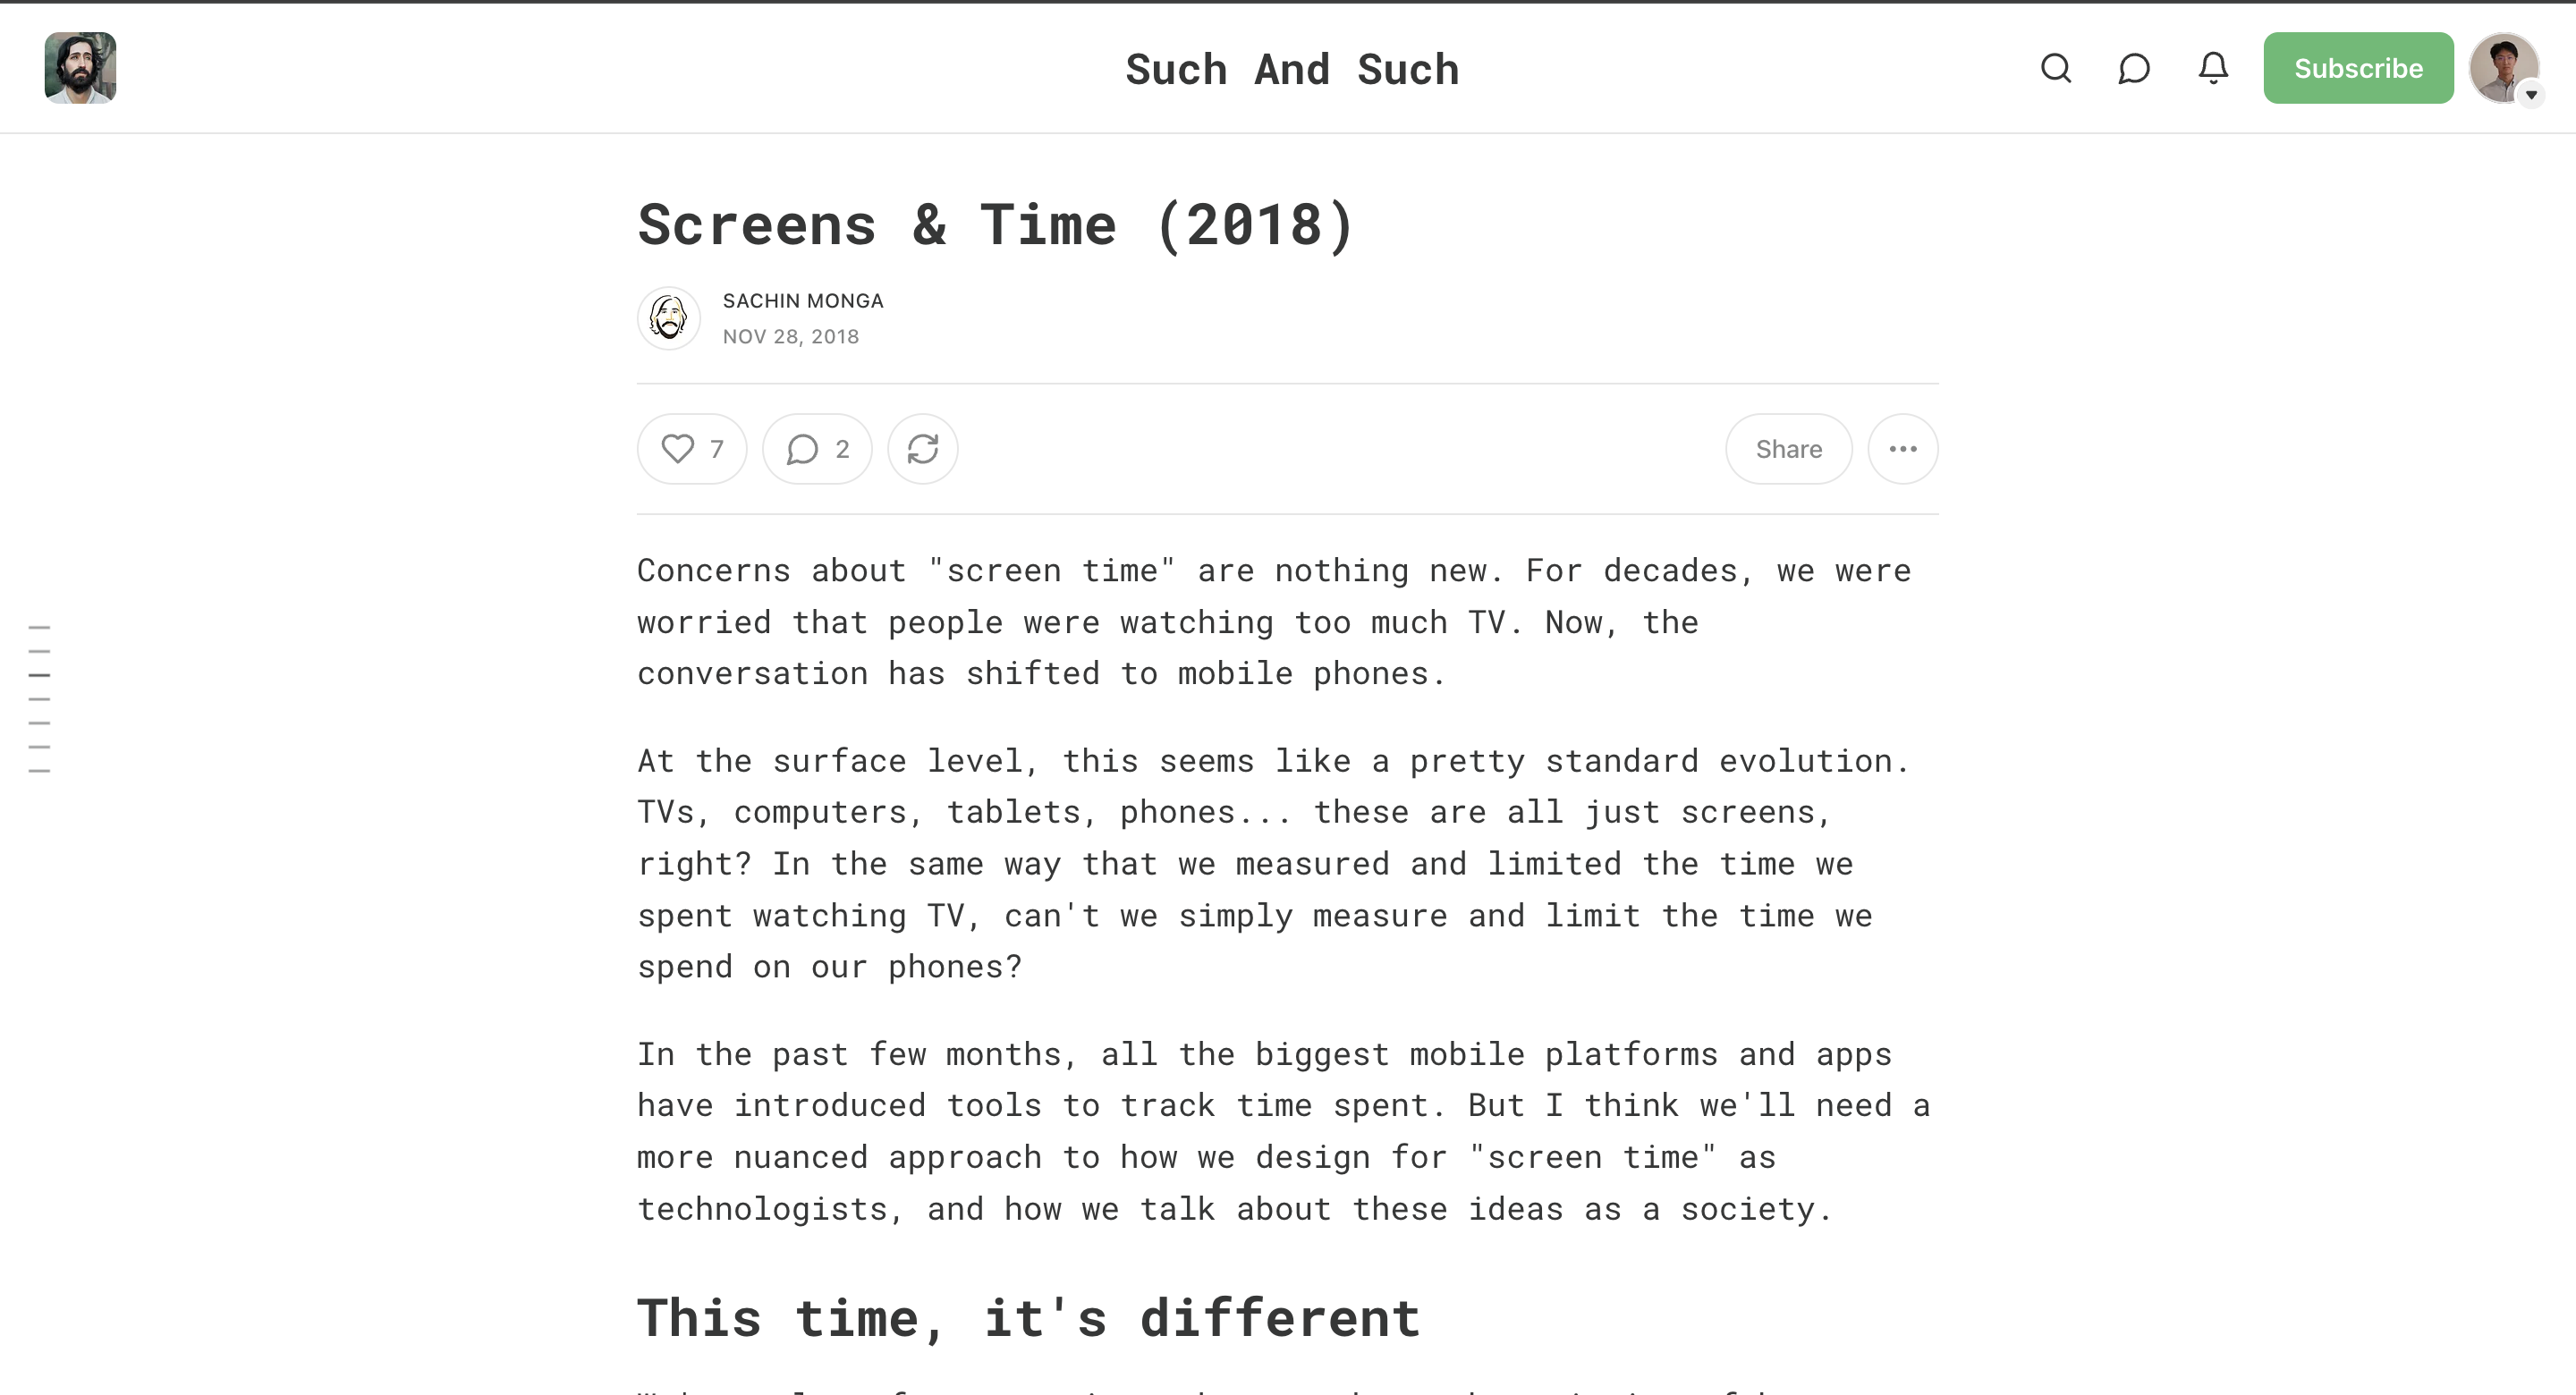 Such And Such
Subscribe
Screens & Time (2018)
SACHIN MONGA
NOV 28, 2018
7
2
Share
Concerns about "screen time" are nothing new. For decades, we were
worried that people were watching too much TV. Now, the
conversation has shifted to mobile phones.
At the surface level, this seems like a pretty standard evolution.
TVs, computers, tablets, phones... these are all just screens,
right? In the same way that we measured and limited the time we
spent watching TV, can't we simply measure and limit the time we
spend on our phones?
In the past few months, all the biggest mobile platforms and apps
have introduced tools to track time spent. But I think we'll need a
more nuanced approach to how we design for "screen time" as
technologists, and how we talk about these ideas as a society.
This time, it's different